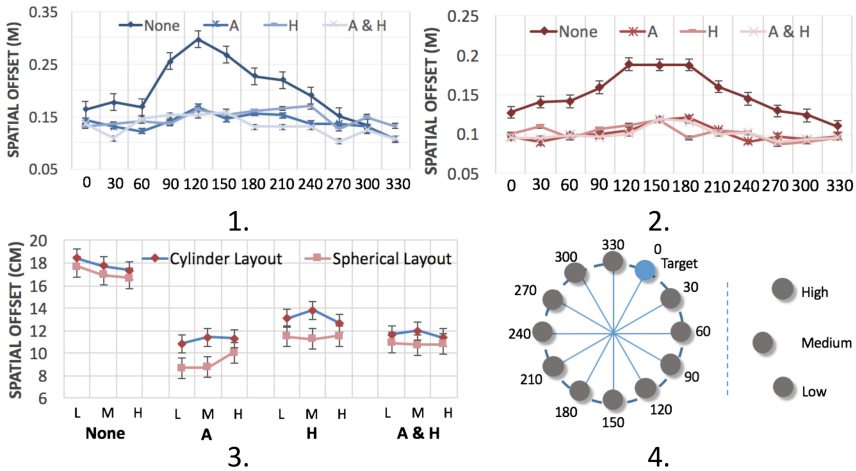 None A H A & H
SPATIAL OFFSET (M)
0.35
0.25
0.15
0.05
0 30 60 90 120 150 180 210 240 270 300 330
1.
None A H A & H
SPATIAL OFFSET (M)
0.25
0.2
0.15
0.1
0.05
0 30 60 90 120 150 180 210 240 270 300 330
2.
Cylinder Layout Spherical Layout
SPATIAL OFFSET (CM)
20
18
16
14
12
10
8
6
L M H L M H L M H L M H
None A H A & H
3.
330 0
Target
300 30
270 60
240 90
210 120
180 150
High
Medium
Low
4.